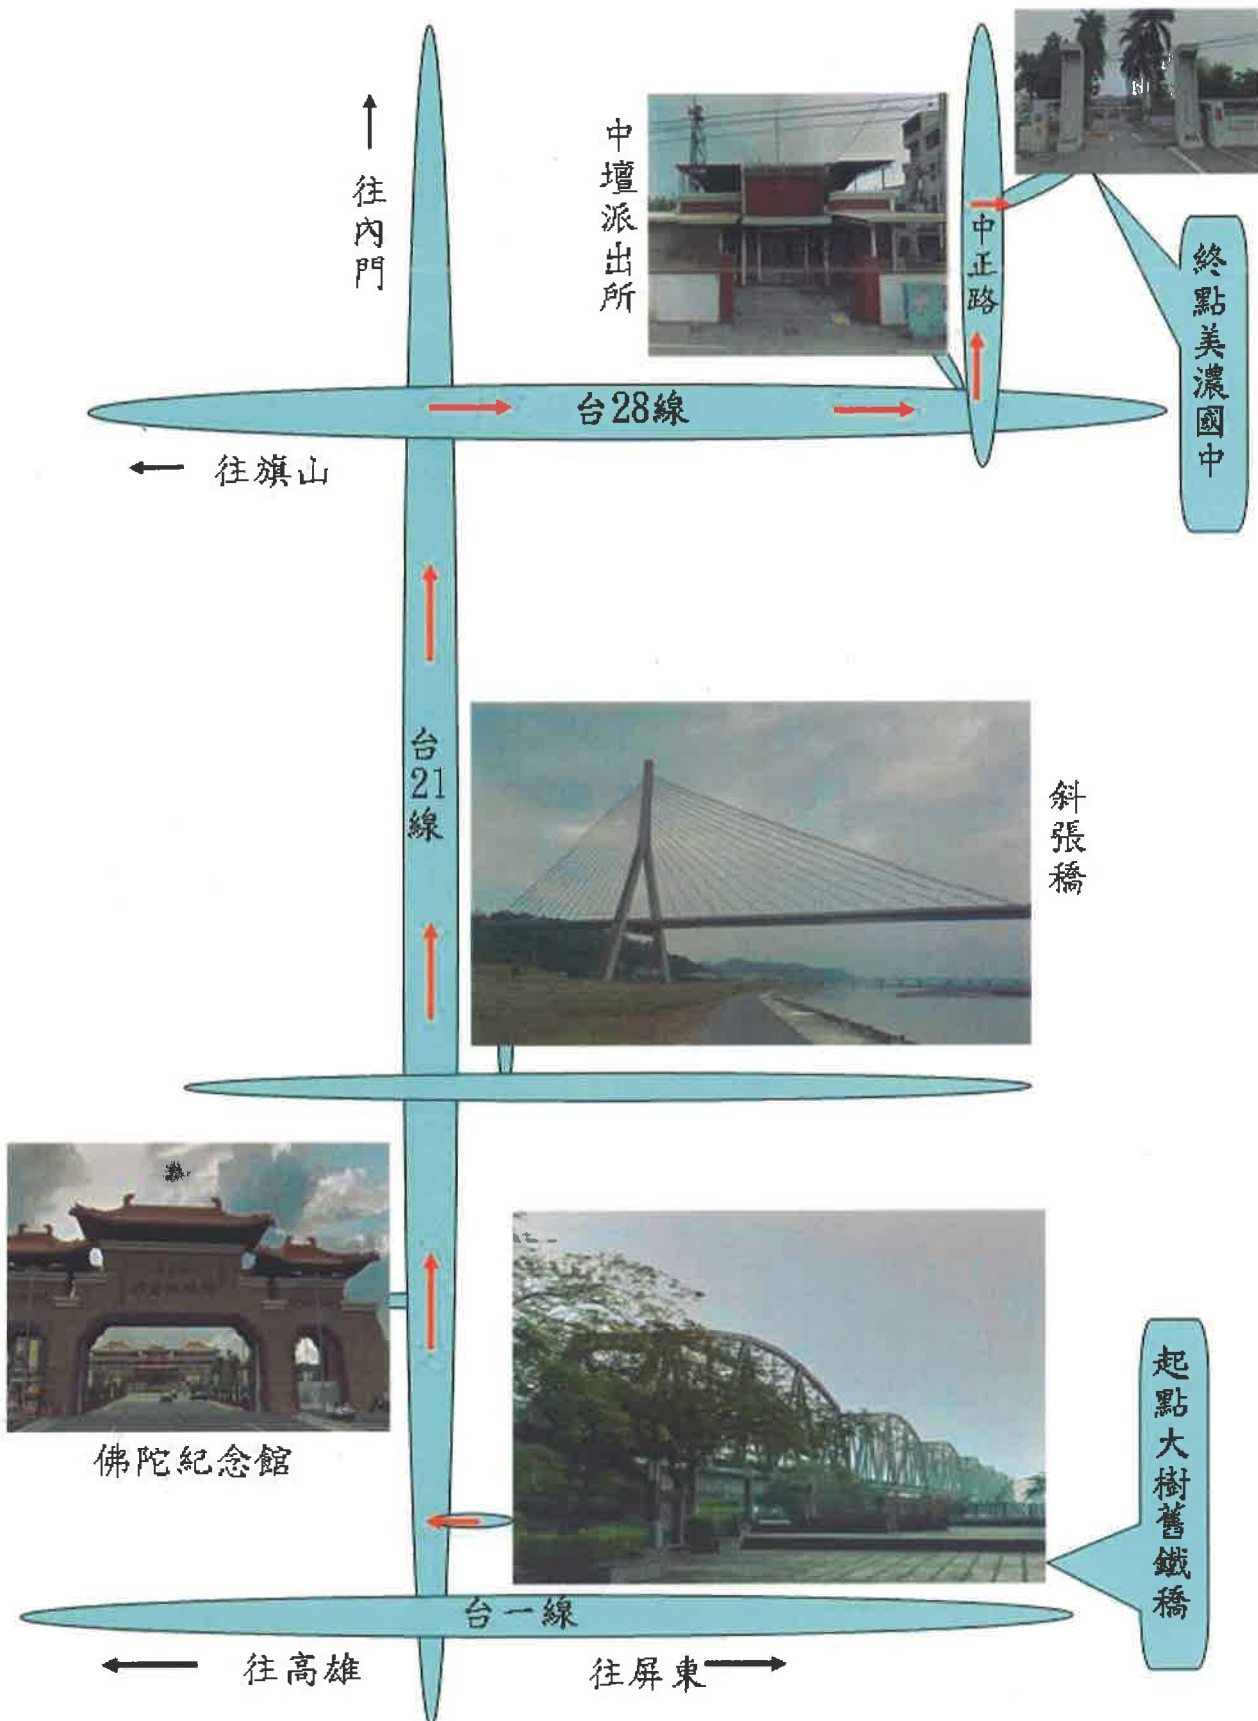 往內門
中壇派出所
中正路
終點美濃國中
台28線
往旗山
台21線
斜張橋
佛陀紀念館
起點大樹舊鐵橋
台一線
往高雄
往屏東